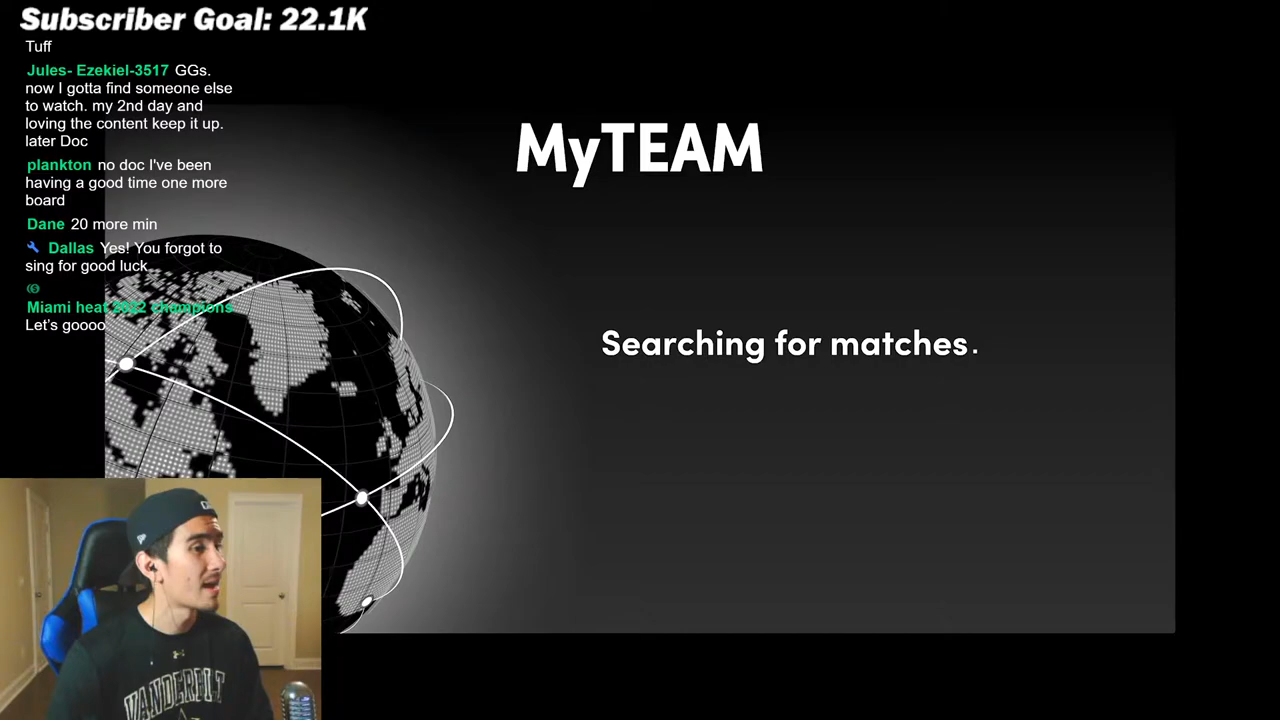 Subscriber Goal: 22.1K
Tuff
Jules- Ezekiel-3517 GGs.
now I gotta find someone else
to watch. my 2nd day and
loving the content keep it up.
later Doc
plankton no doc I've been
having a good time one more
board
Dane 20 more min
Dallas Yes! You forgot to
sing for good luck
Miami heat 2022 champions
Let's goooo
MyTEAM
Searching for matches.
VANDERBILT